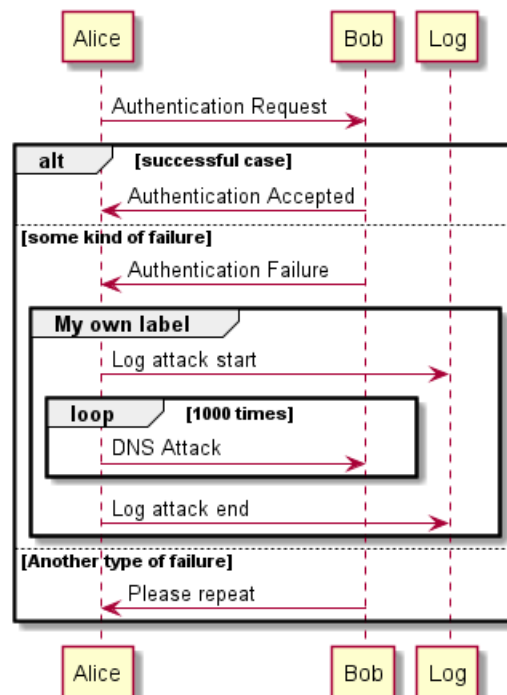 Alice Bob Log
Authentication Request
alt [successful case]
Authentication Accepted
[some kind of failure]
Authentication Failure
My own label
Log attack start
loop [1000 times]
DNS Attack
Log attack end
[Another type of failure]
Please repeat
Alice Bob Log